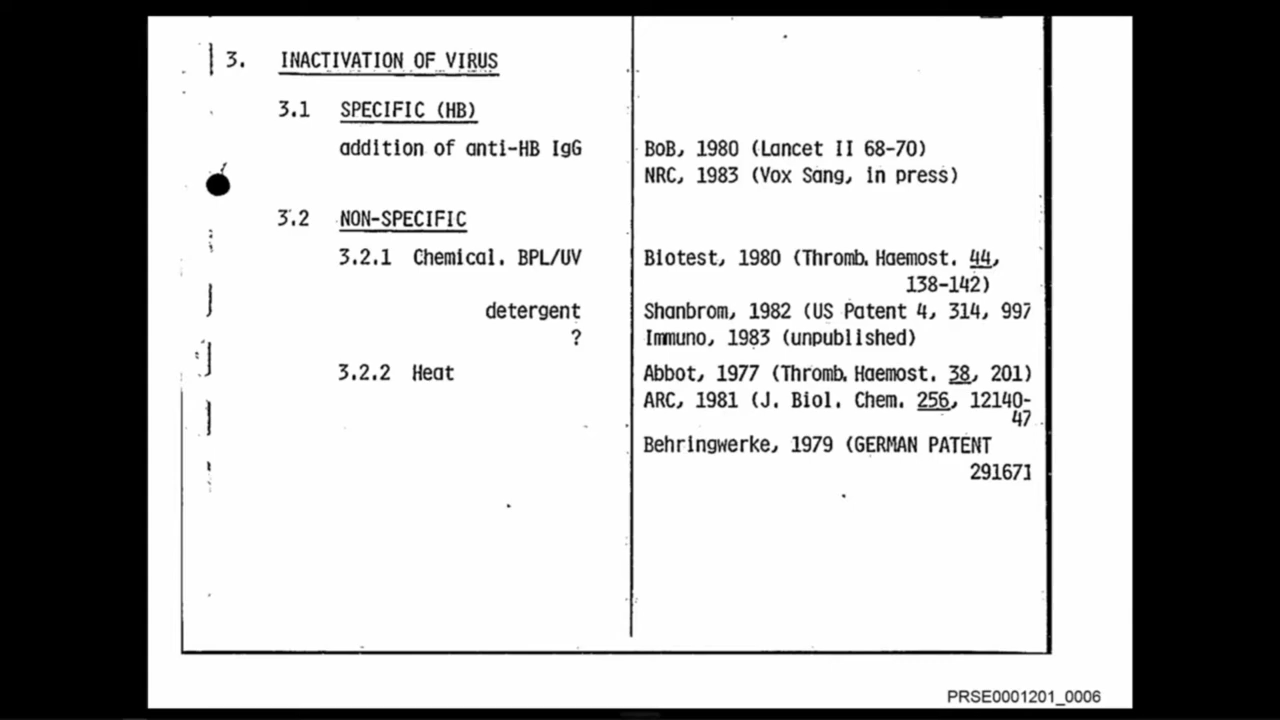 3. INACTIVATION OF VIRUS
3.1 SPECIFIC (HB)
addition of anti-HB IgG BoB, 1980 (Lancet II 68-70)
NRC, 1983 (Vox Sang, in press)
3.2 NON-SPECIFIC
3.2.1 Chemical. BPL/UV Biotest, 1980 (Thromb. Haemost. 44,
138-142)
detergent Shanbrom, 1982 (US Patent 4, 314, 997
? Immuno, 1983 (unpublished)
3.2.2 Heat Abbot, 1977 (Thromb. Haemost. 38, 201)
ARC, 1981 (J. Biol. Chem. 256, 12140-
47
Behringwerke, 1979 (GERMAN PATENT
291671
PRSE0001201_0006